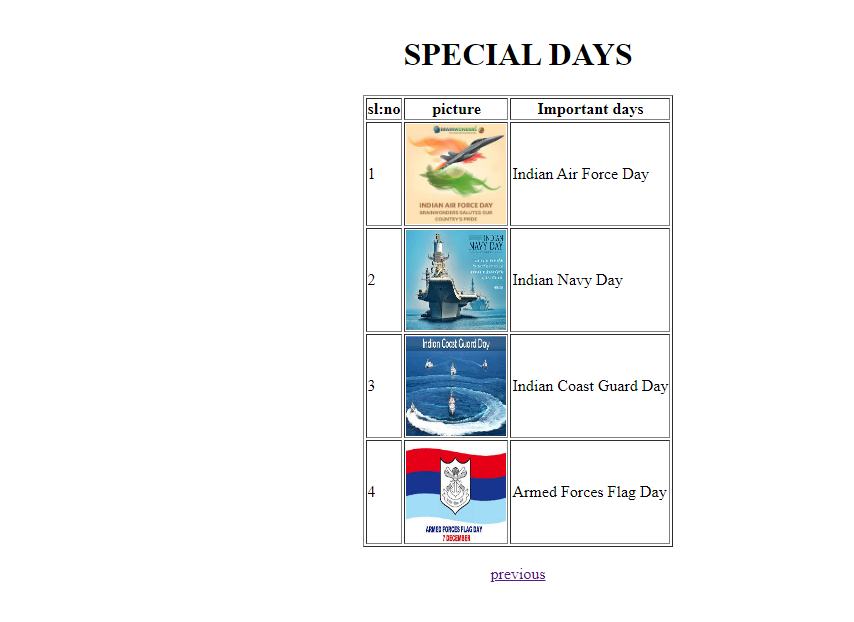 SPECIAL DAYS
sl:no picture Important days
1
BRAINWONDERS
INDIAN AIR FORCE DAY
BRAINWONDERS SALUTES OUR
COUNTRY'S PRIDE
Indian Air Force Day
2
INDIAN
NAVY DAY
Indian Navy Day
3
Indian Coast Guard Day
Indian Coast Guard Day
4
ARMED FORCES FLAG DAY
7 DECEMBER
Armed Forces Flag Day
previous